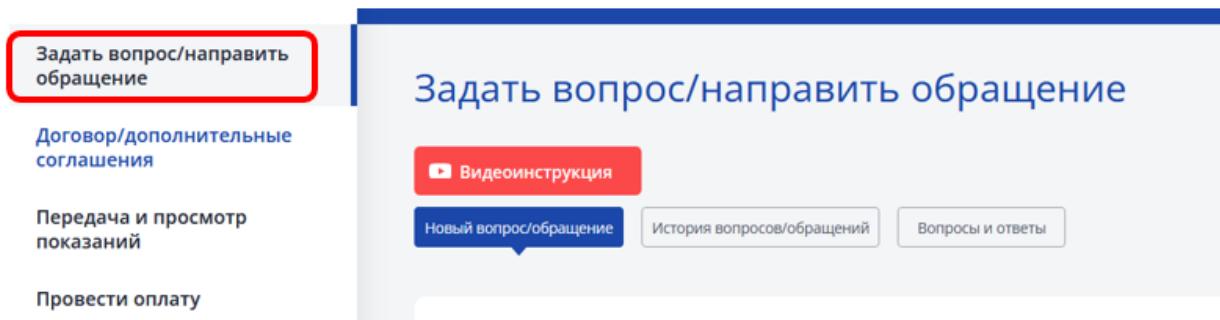 Задать вопрос/направить
обращение
Договор/дополнительные
соглашения
Передача и просмотр
показаний
Провести оплату
Задать вопрос/направить обращение
Видеоинструкция
Новый вопрос/обращение
История вопросов/обращений
Вопросы и ответы